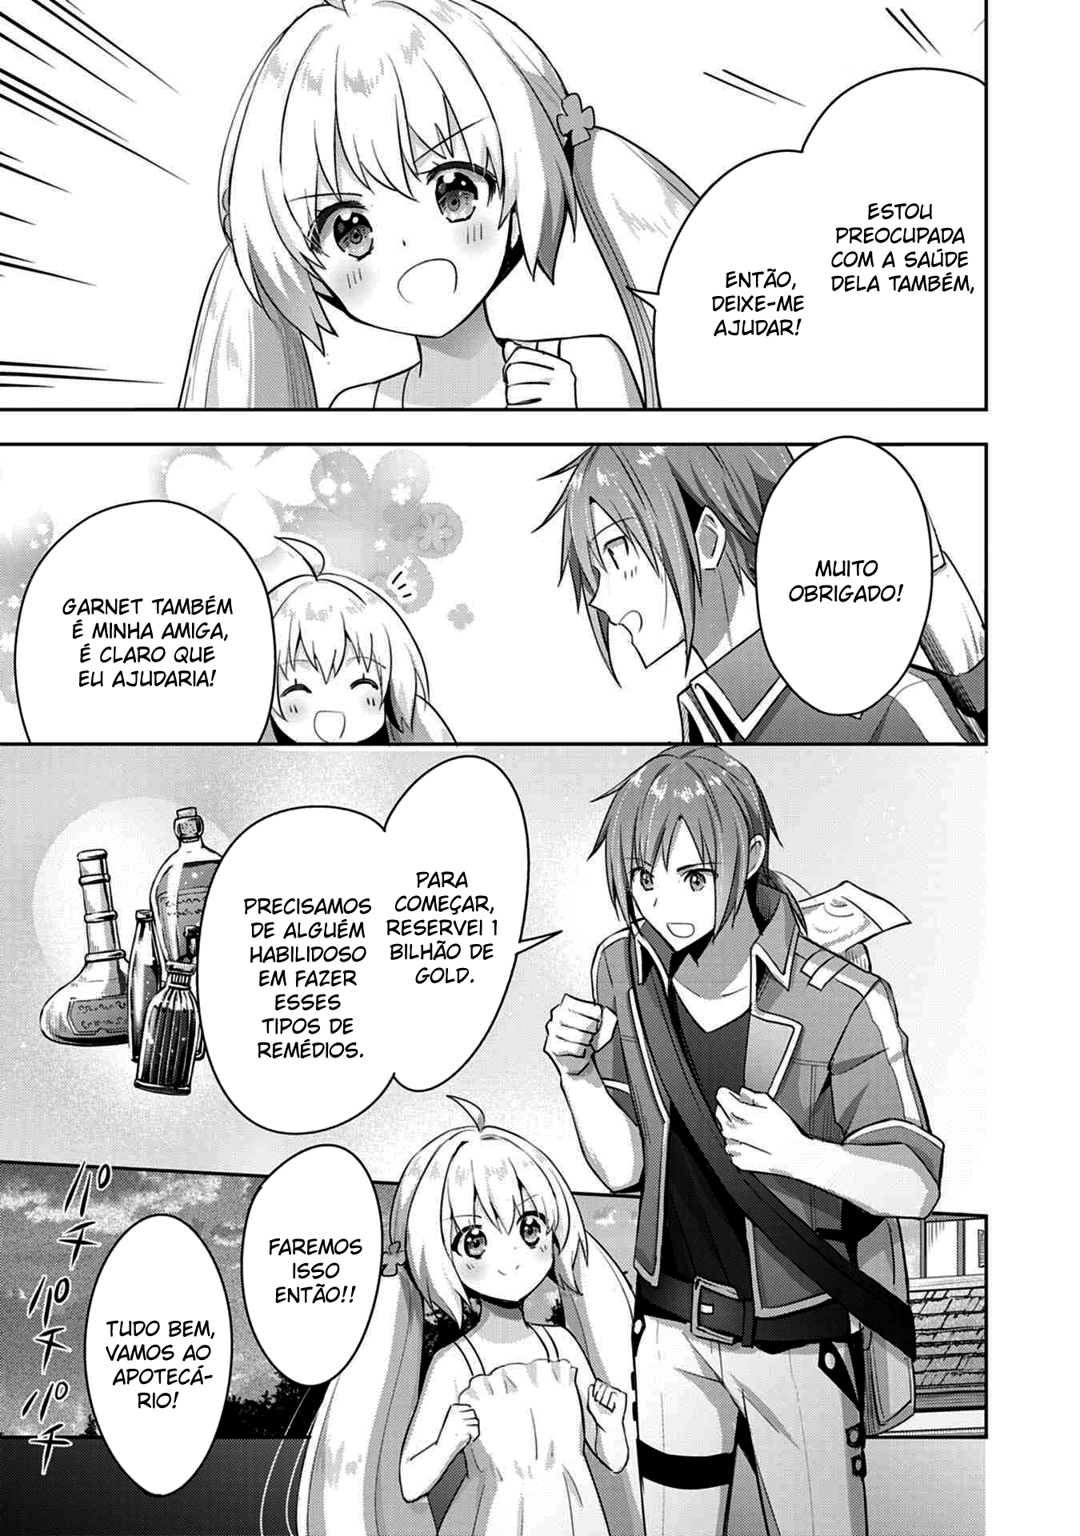 ESTOU
PREOCUPADA
COM A SAÚDE
DELA TAMBÉM,
ENTÃO,
DEIXE-ME
AJUDAR!
MUITO
OBRIGADO!
GARNET TAMBÉM
É MINHA AMIGA,
É CLARO QUE
EU AJUDARIA!
PARA
COMEÇAR,
RESERVEI 1
BILHÃO DE
GOLD.
PRECISAMOS
DE ALGUÉM
HABILIDOSO
EM FAZER
ESSES
TIPOS DE
REMÉDIOS.
FAREMOS
ISSO
ENTÃO!!
TUDO BEM,
VAMOS AO
APOTECÁ-
RIO!
パチ
パチ
パチ